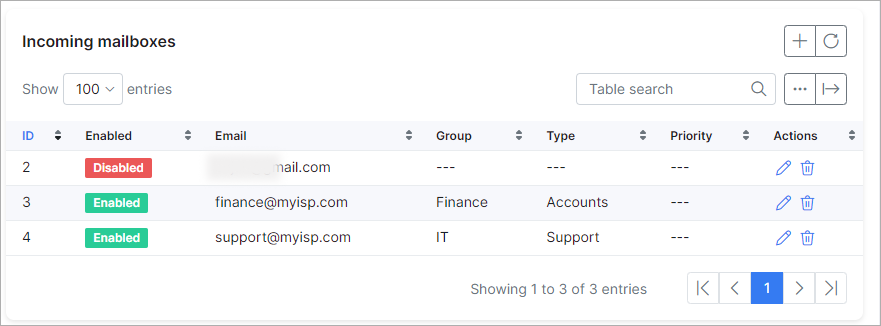 Incoming mailboxes
Show 100 entries
Table search
ID Enabled Email Group Type Priority Actions
2 Disabled mail.com --- --- ---
3 Enabled finance@myisp.com Finance Accounts ---
4 Enabled support@myisp.com IT Support ---
Showing 1 to 3 of 3 entries 1